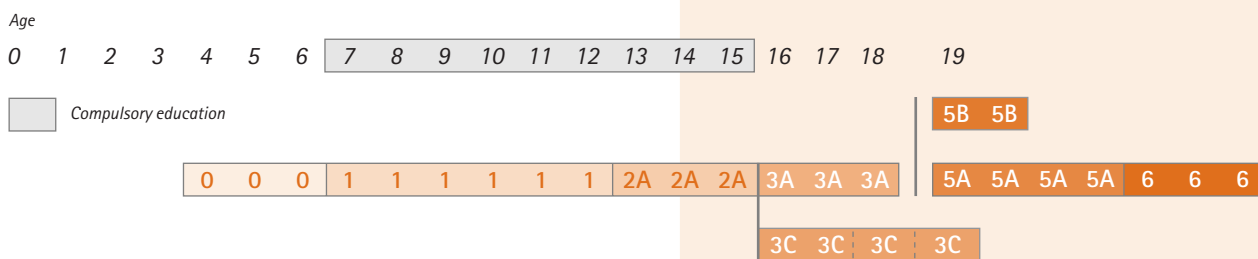 Age
0 1 2 3 4 5 6 7 8 9 10 11 12 13 14 15 16 17 18 19
Compulsory education
5B 5B
0 0 0 1 1 1 1 1 1 2A 2A 2A 3A 3A 3A 5A 5A 5A 5A 6 6 6
3C 3C 3C 3C